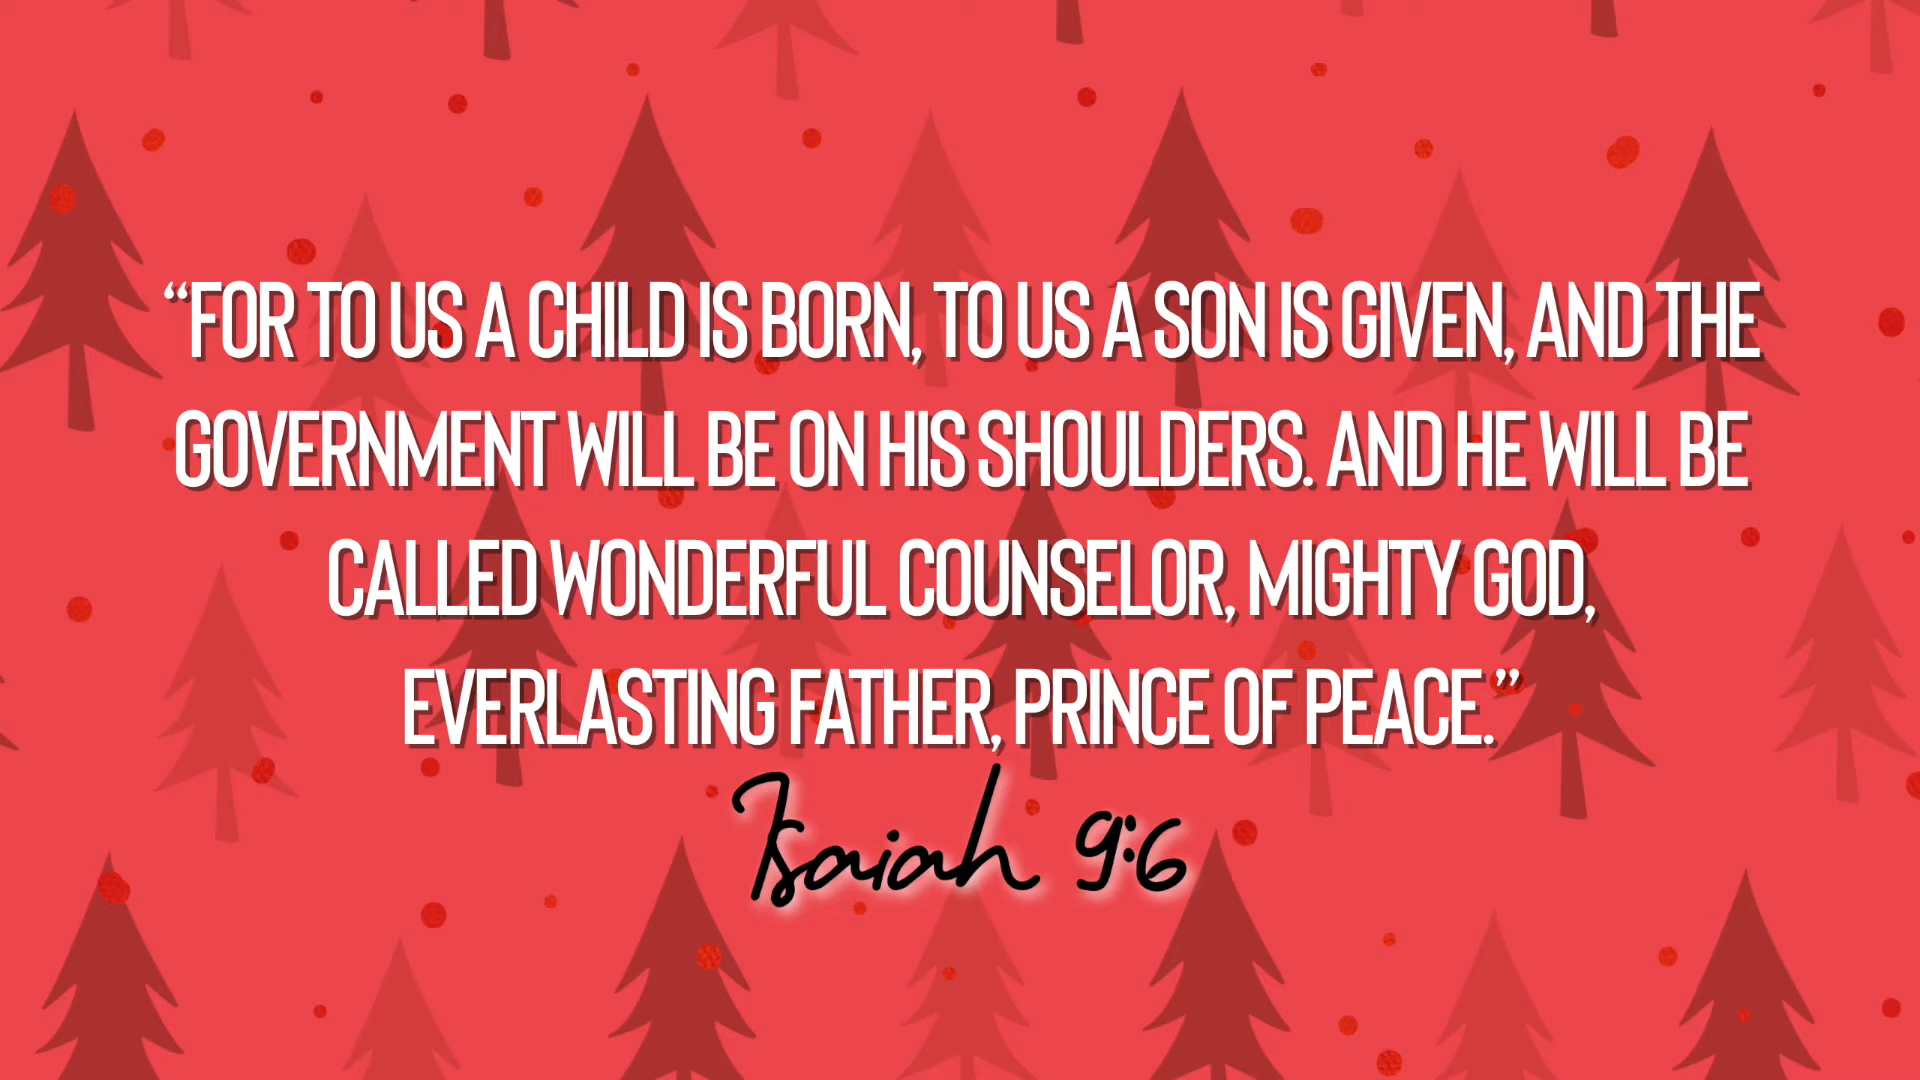 “FOR TO US A CHILD IS BORN, TO US A SON IS GIVEN, AND THE
GOVERNMENT WILL BE ON HIS SHOULDERS. AND HE WILL BE
CALLED WONDERFUL COUNSELOR, MIGHTY GOD,
EVERLASTING FATHER, PRINCE OF PEACE.”
Isaiah 9:6